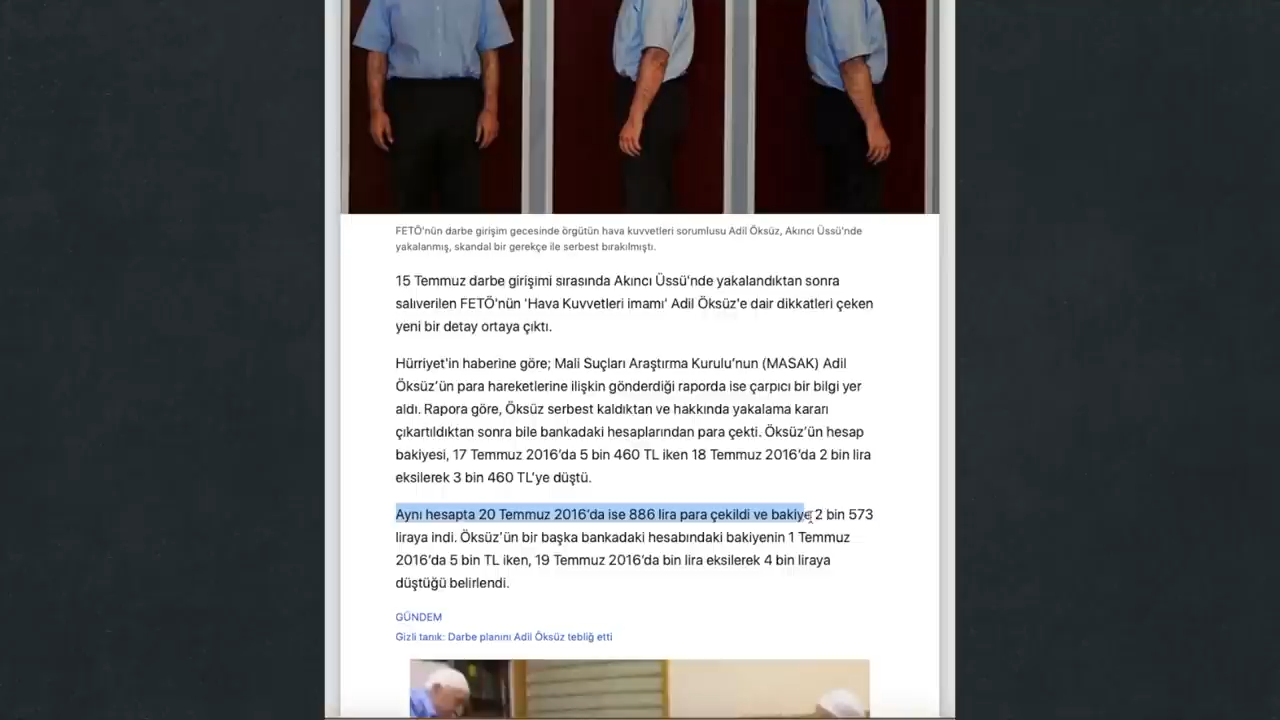 FETÖ'nün darbe girişim gecesinde örgütün hava kuvvetleri sorumlusu Adil Öksüz, Akıncı Üssü'nde
yakalanmış, skandal bir gerekçe ile serbest bırakılmıştı.
15 Temmuz darbe girişimi sırasında Akıncı Üssü'nde yakalandıktan sonra
salıverilen FETÖ'nün 'Hava Kuvvetleri imamı' Adil Öksüz'e dair dikkatleri çeken
yeni bir detay ortaya çıktı.
Hürriyet'in haberine göre; Mali Suçları Araştırma Kurulu’nun (MASAK) Adil
Öksüz’ün para hareketlerine ilişkin gönderdiği raporda ise çarpıcı bir bilgi yer
aldı. Rapora göre, Öksüz serbest kaldıktan ve hakkında yakalama kararı
çıkartıldıktan sonra bile bankadaki hesaplarından para çekti. Öksüz’ün hesap
bakiyesi, 17 Temmuz 2016’da 5 bin 460 TL iken 18 Temmuz 2016’da 2 bin lira
eksilerek 3 bin 460 TL’ye düştü.
Aynı hesapta 20 Temmuz 2016’da ise 886 lira para çekildi ve bakiye 2 bin 573
liraya indi. Öksüz’ün bir başka bankadaki hesabındaki bakiyenin 1 Temmuz
2016’da 5 bin TL iken, 19 Temmuz 2016’da bin lira eksilerek 4 bin liraya
düştüğü belirlendi.
GÜNDEM
Gizli tanık: Darbe planını Adil Öksüz tebliğ etti